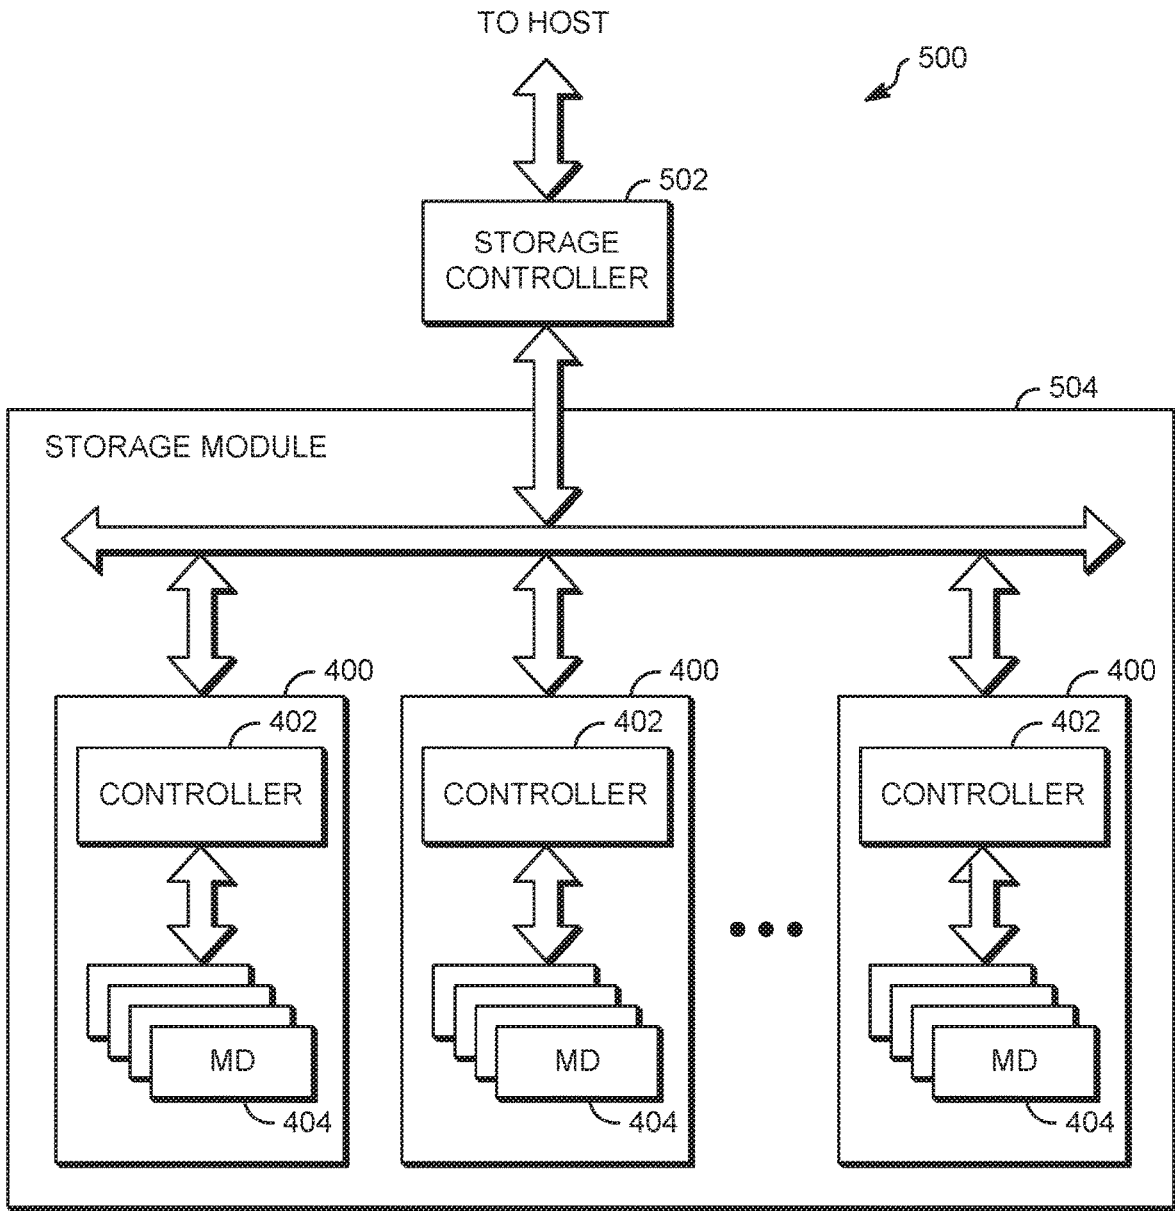 TO HOST
500
502
STORAGE
CONTROLLER
504
STORAGE MODULE
400 400 400
402 402 402
CONTROLLER CONTROLLER CONTROLLER
MD MD MD
404 404 404